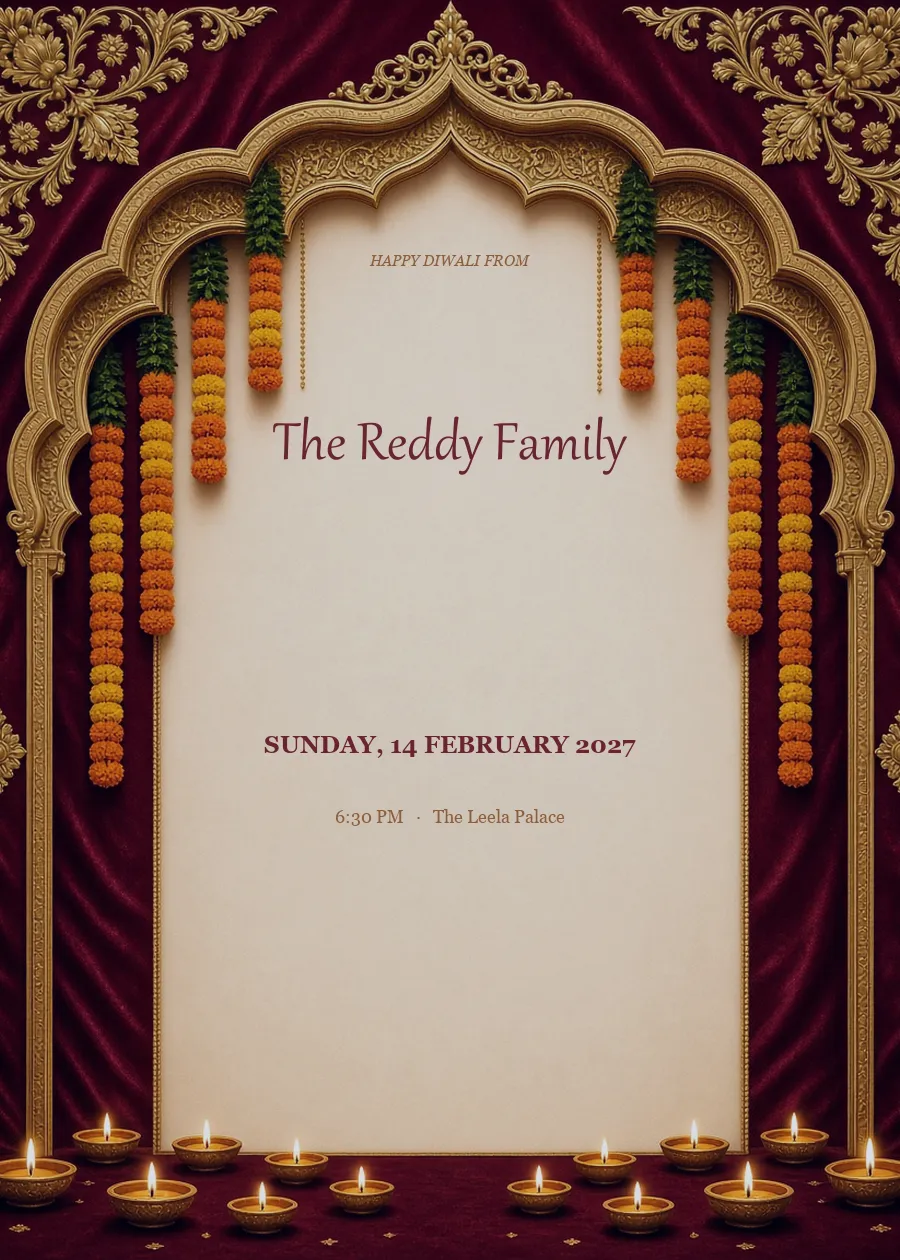 HAPPY DIWALI FROM
The Reddy Family
SUNDAY, 14 FEBRUARY 2027
6:30 PM · The Leela Palace